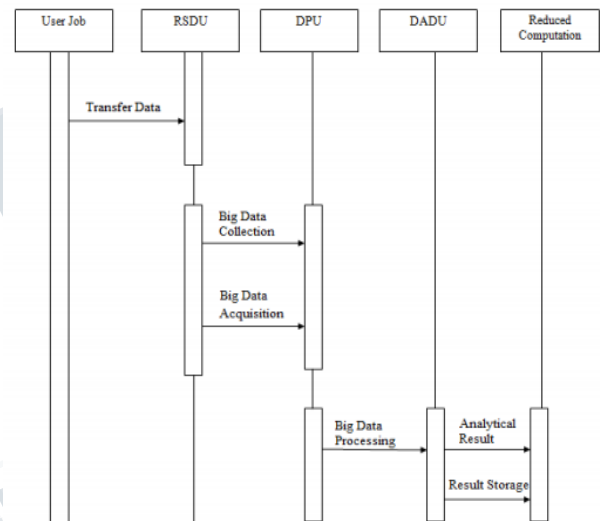 User Job
RSDU
DPU
DADU
Reduced
Computation
Transfer Data
Big Data
Collection
Big Data
Acquisition
Big Data
Processing
Analytical
Result
Result Storage